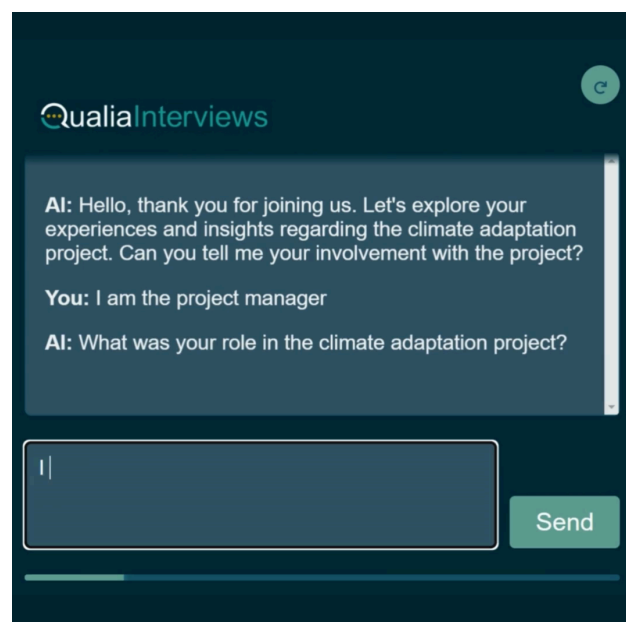 QualiaInterviews
AI: Hello, thank you for joining us. Let's explore your
experiences and insights regarding the climate adaptation
project. Can you tell me your involvement with the project?
You: I am the project manager
AI: What was your role in the climate adaptation project?
I
Send